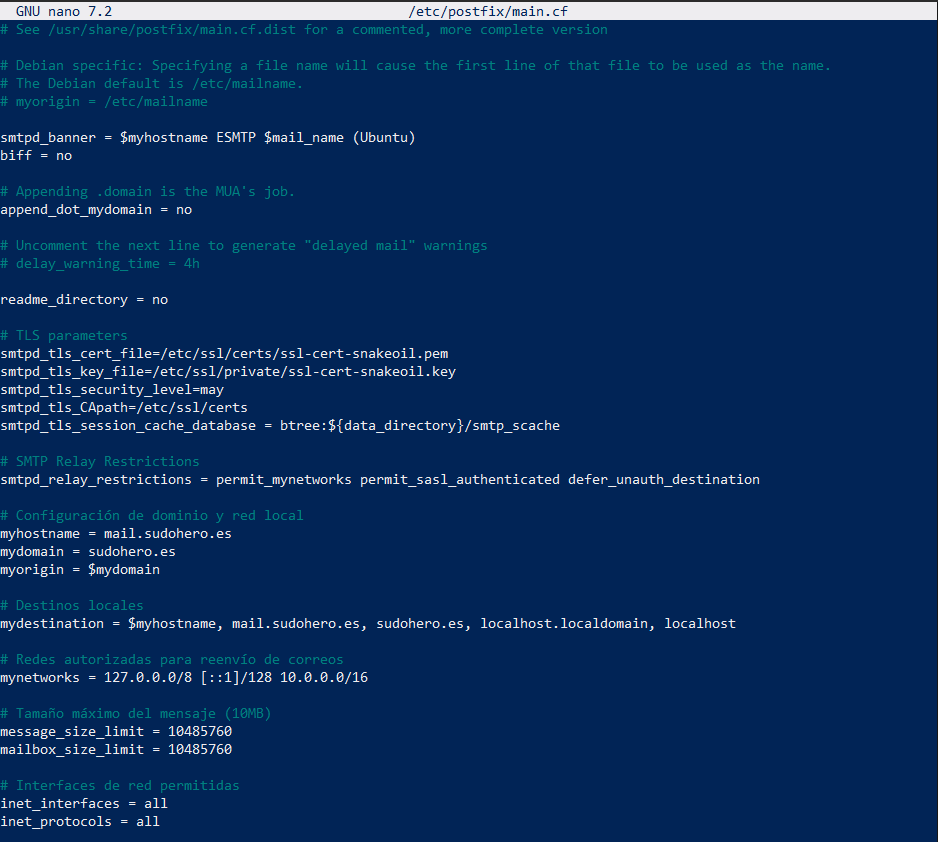 GNU nano 7.2 /etc/postfix/main.cf
# See /usr/share/postfix/main.cf.dist for a commented, more complete version
# Debian specific: Specifying a file name will cause the first line of that file to be used as the name.
# The Debian default is /etc/mailname.
# myorigin = /etc/mailname
smtpd_banner = $myhostname ESMTP $mail_name (Ubuntu)
biff = no
# Appending .domain is the MUA's job.
append_dot_mydomain = no
# Uncomment the next line to generate "delayed mail" warnings
# delay_warning_time = 4h
readme_directory = no
# TLS parameters
smtpd_tls_cert_file=/etc/ssl/certs/ssl-cert-snakeoil.pem
smtpd_tls_key_file=/etc/ssl/private/ssl-cert-snakeoil.key
smtpd_tls_security_level=may
smtpd_tls_CApath=/etc/ssl/certs
smtpd_tls_session_cache_database = btree:${data_directory}/smtp_scache
# SMTP Relay Restrictions
smtpd_relay_restrictions = permit_mynetworks permit_sasl_authenticated defer_unauth_destination
# Configuración de dominio y red local
myhostname = mail.sudohero.es
mydomain = sudohero.es
myorigin = $mydomain
# Destinos locales
mydestination = $myhostname, mail.sudohero.es, sudohero.es, localhost.localdomain, localhost
# Redes autorizadas para reenvío de correos
mynetworks = 127.0.0.0/8 [::1]/128 10.0.0.0/16
# Tamaño máximo del mensaje (10MB)
message_size_limit = 10485760
mailbox_size_limit = 10485760
# Interfaces de red permitidas
inet_interfaces = all
inet_protocols = all